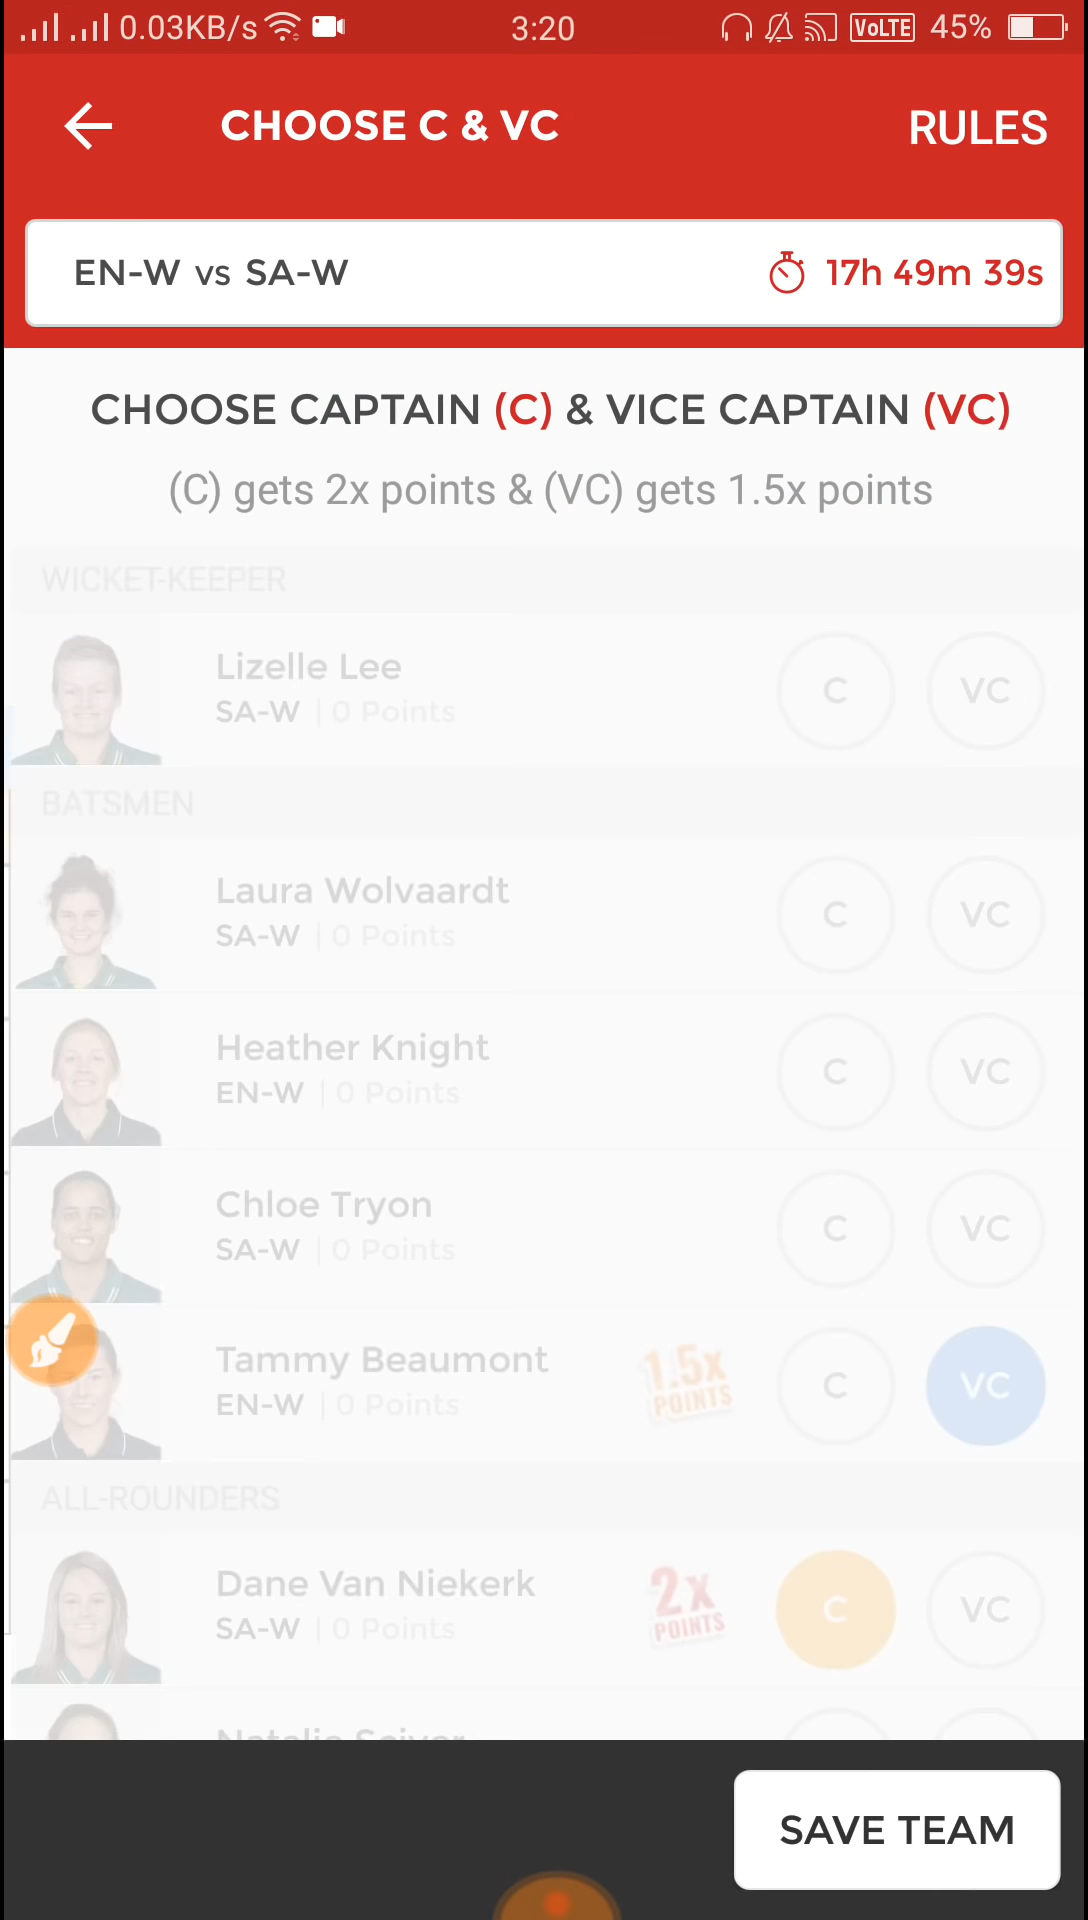 0.03KB/s 3:20 VoLTE 45%
CHOOSE C & VC RULES
EN-W vs SA-W 17h 49m 39s
CHOOSE CAPTAIN (C) & VICE CAPTAIN (VC)
(C) gets 2x points & (VC) gets 1.5x points
WICKET-KEEPER
Lizelle Lee
SA-W | 0 Points
C VC
BATSMEN
Laura Wolvaardt
SA-W | 0 Points
C VC
Heather Knight
EN-W | 0 Points
C VC
Chloe Tryon
SA-W | 0 Points
C VC
Tammy Beaumont
EN-W | 0 Points
1.5x
POINTS
C VC
ALL-ROUNDERS
Dane Van Niekerk
SA-W | 0 Points
2x
POINTS
C VC
Natalie Sciver
SAVE TEAM